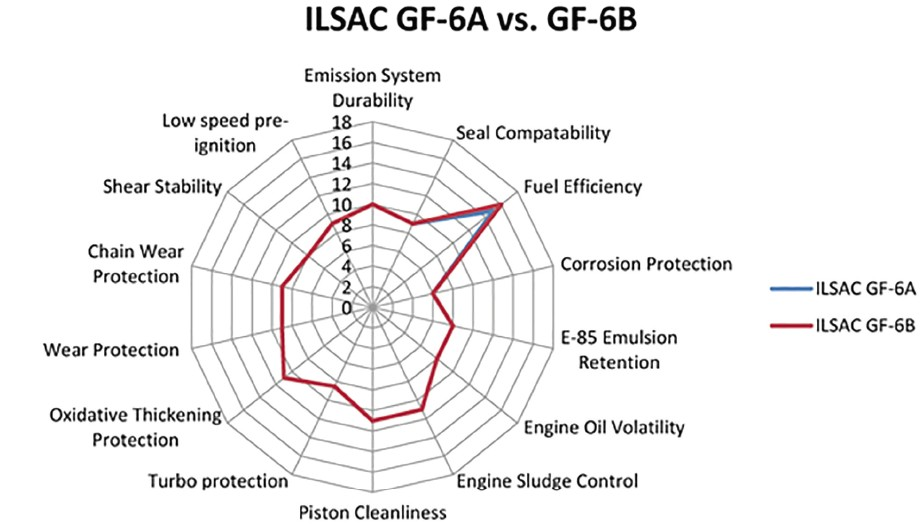 ILSAC GF-6A vs. GF-6B
Emission System
Durability
Low speed pre-
ignition
Seal Compatability
Shear Stability
Fuel Efficiency
Chain Wear
Protection
Corrosion Protection
Wear Protection
E-85 Emulsion
Retention
Oxidative Thickening
Protection
Engine Oil Volatility
Turbo protection
Engine Sludge Control
Piston Cleanliness
18
16
14
12
10
8
6
4
2
0
ILSAC GF-6A
ILSAC GF-6B